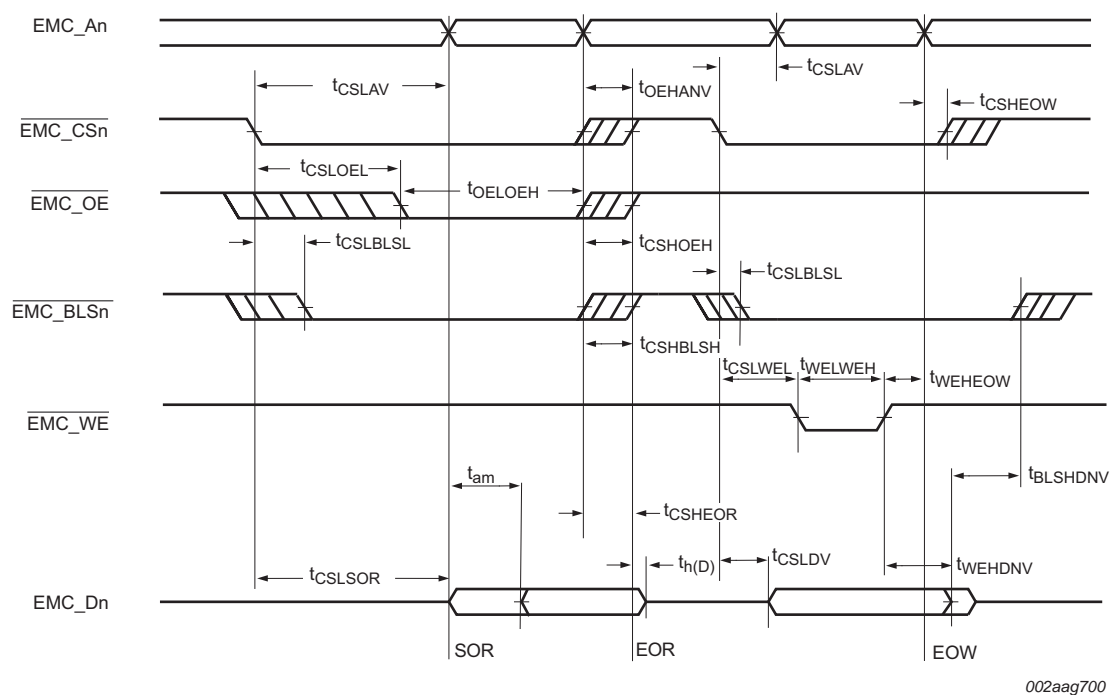 EMC_An
tCSLAV
tOEHANV
tCSLAV
tCSHEOW
EMC_CSn
tCSLOEL
tOELOEH
EMC_OE
tCSLBLSL
tCSHOEH
tCSLBLSL
EMC_BLSn
tCSHBLSH
tCSLWEL
tWELWEH
tWEHEOW
EMC_WE
tam
tBLSHDNV
tCSHEOR
tCSLSOR
th(D)
tCSLDV
tWEHDNV
EMC_Dn
SOR
EOR
EOW
002aag700